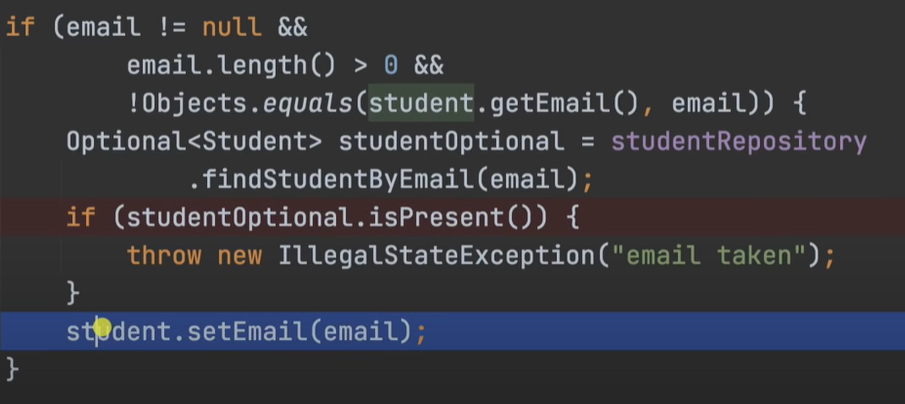 if (email != null &&
        email.length() > 0 &&
        !Objects.equals(student.getEmail(), email)) {
    Optional<Student> studentOptional = studentRepository
            .findStudentByEmail(email);
    if (studentOptional.isPresent()) {
        throw new IllegalStateException("email taken");
    }
    student.setEmail(email);
}